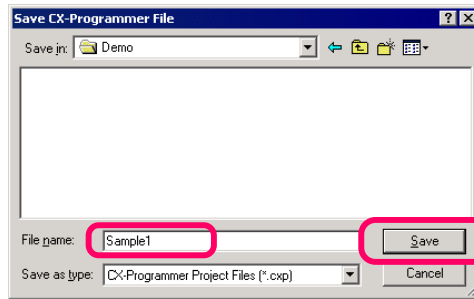 Save CX-Programmer File
Save in: Demo
File name: Sample1 Save
Save as type: CX-Programmer Project Files (*.cxp) Cancel